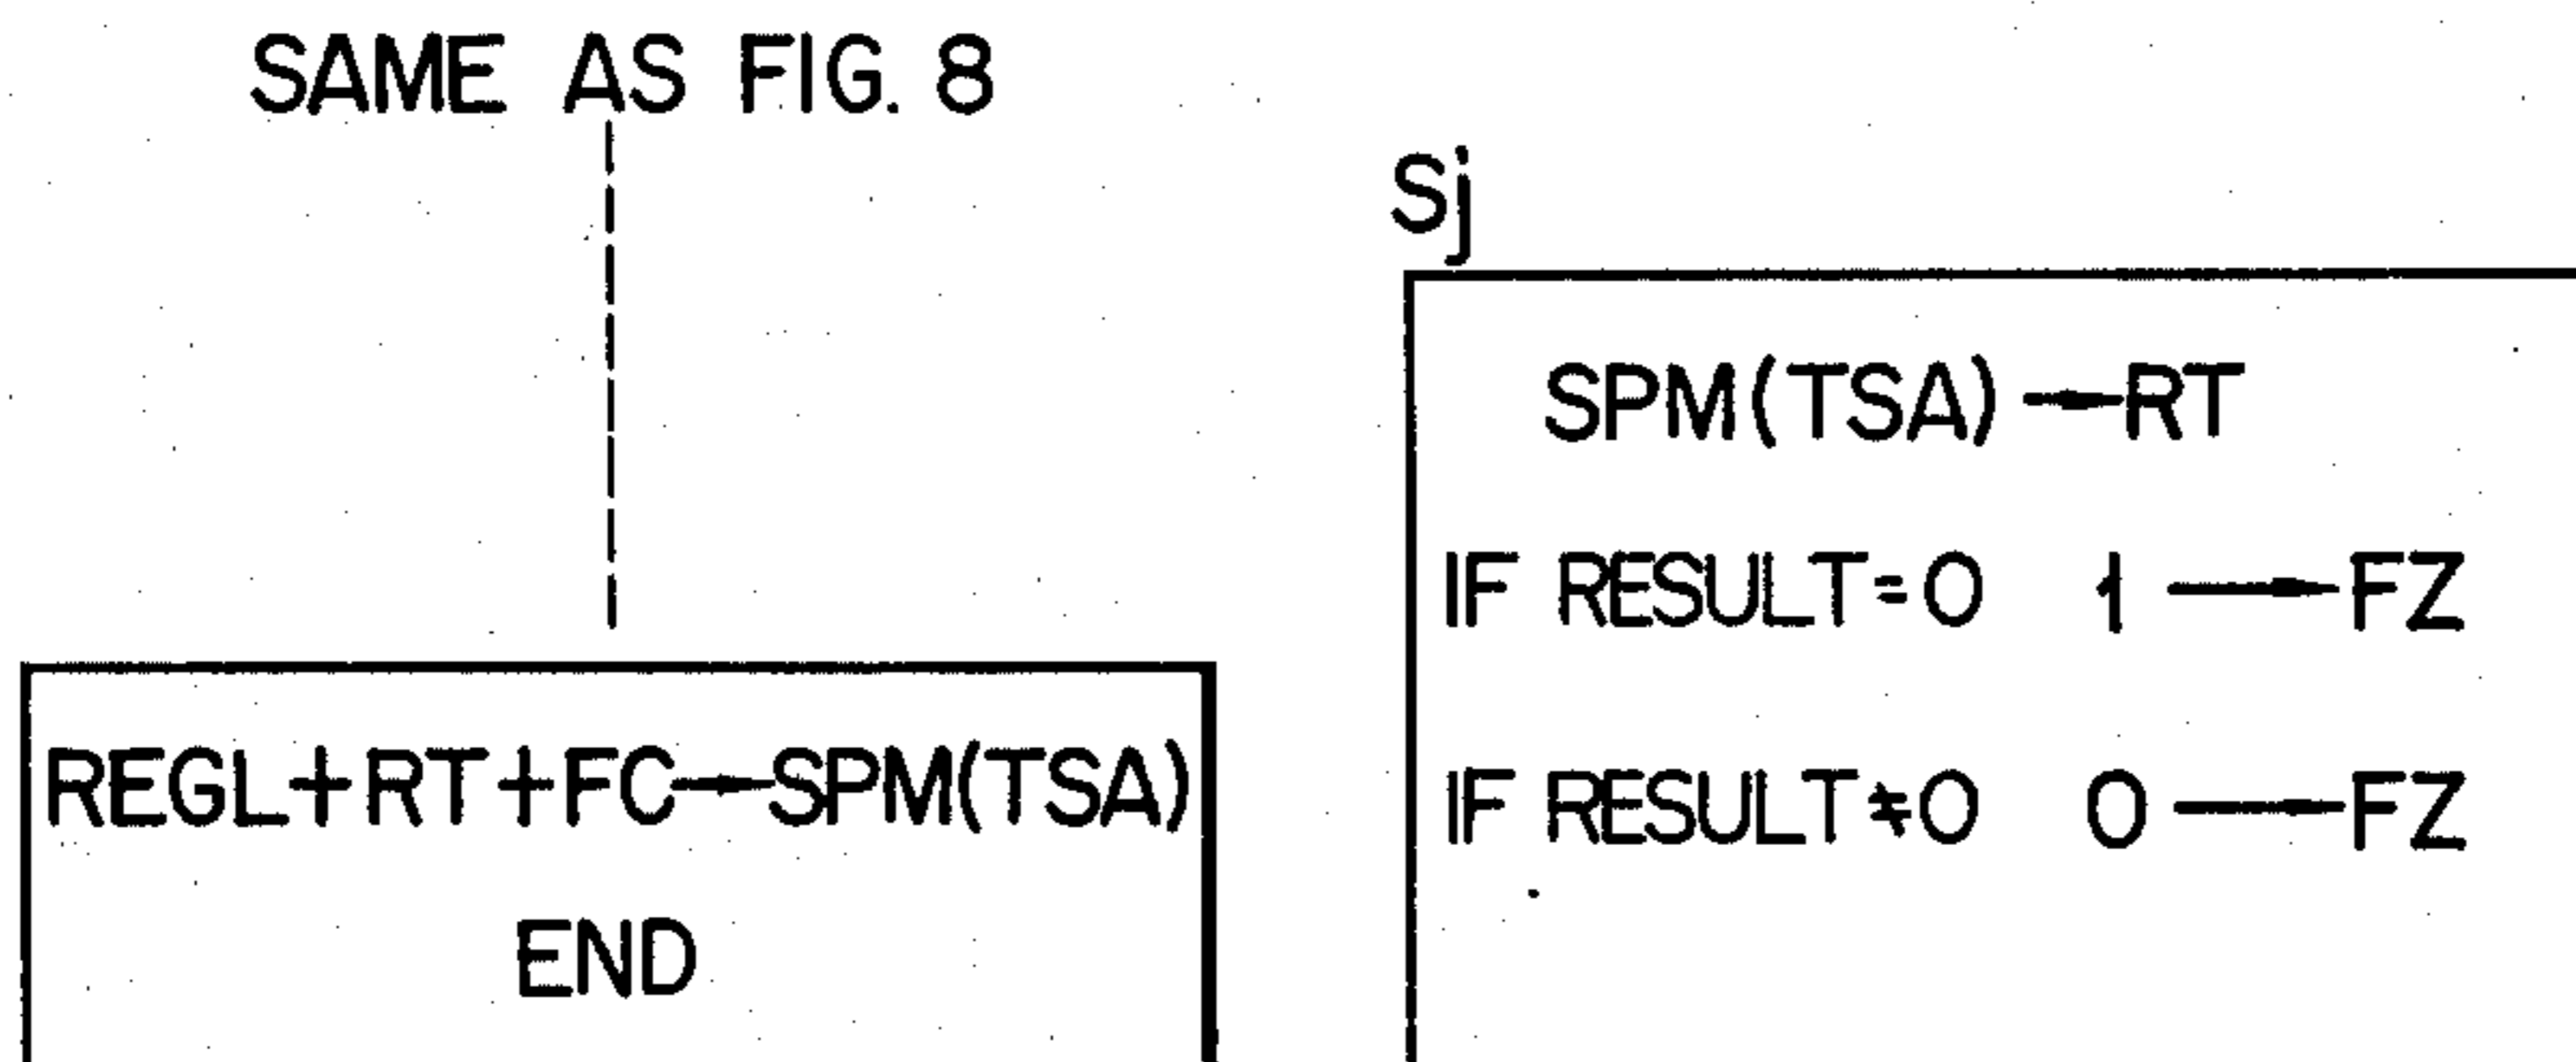 SAME AS FIG. 8
REGL+RT+FC→SPM(TSA)
END
Sj
SPM(TSA)→RT
IF RESULT=0 1→FZ
IF RESULT≠0 0→FZ